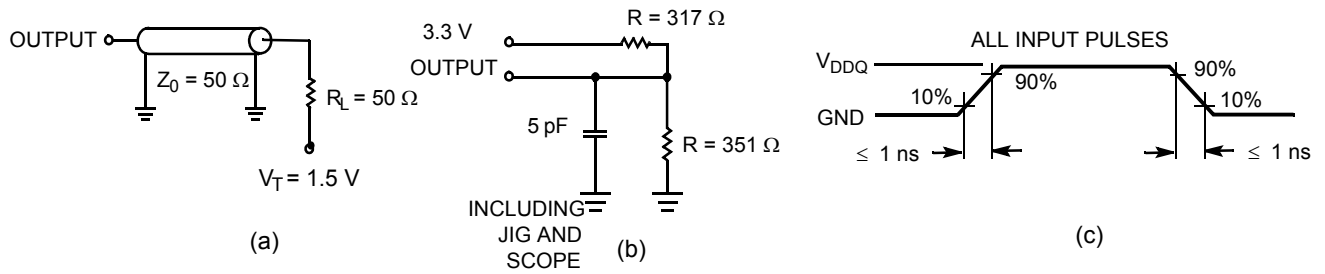 OUTPUT
Z0 = 50 Ω
RL = 50 Ω
VT = 1.5 V
(a)
R = 317 Ω
3.3 V
OUTPUT
5 pF
R = 351 Ω
INCLUDING
JIG AND
SCOPE
(b)
ALL INPUT PULSES
VDDQ
GND
10%
90%
90%
10%
≤ 1 ns
≤ 1 ns
(c)